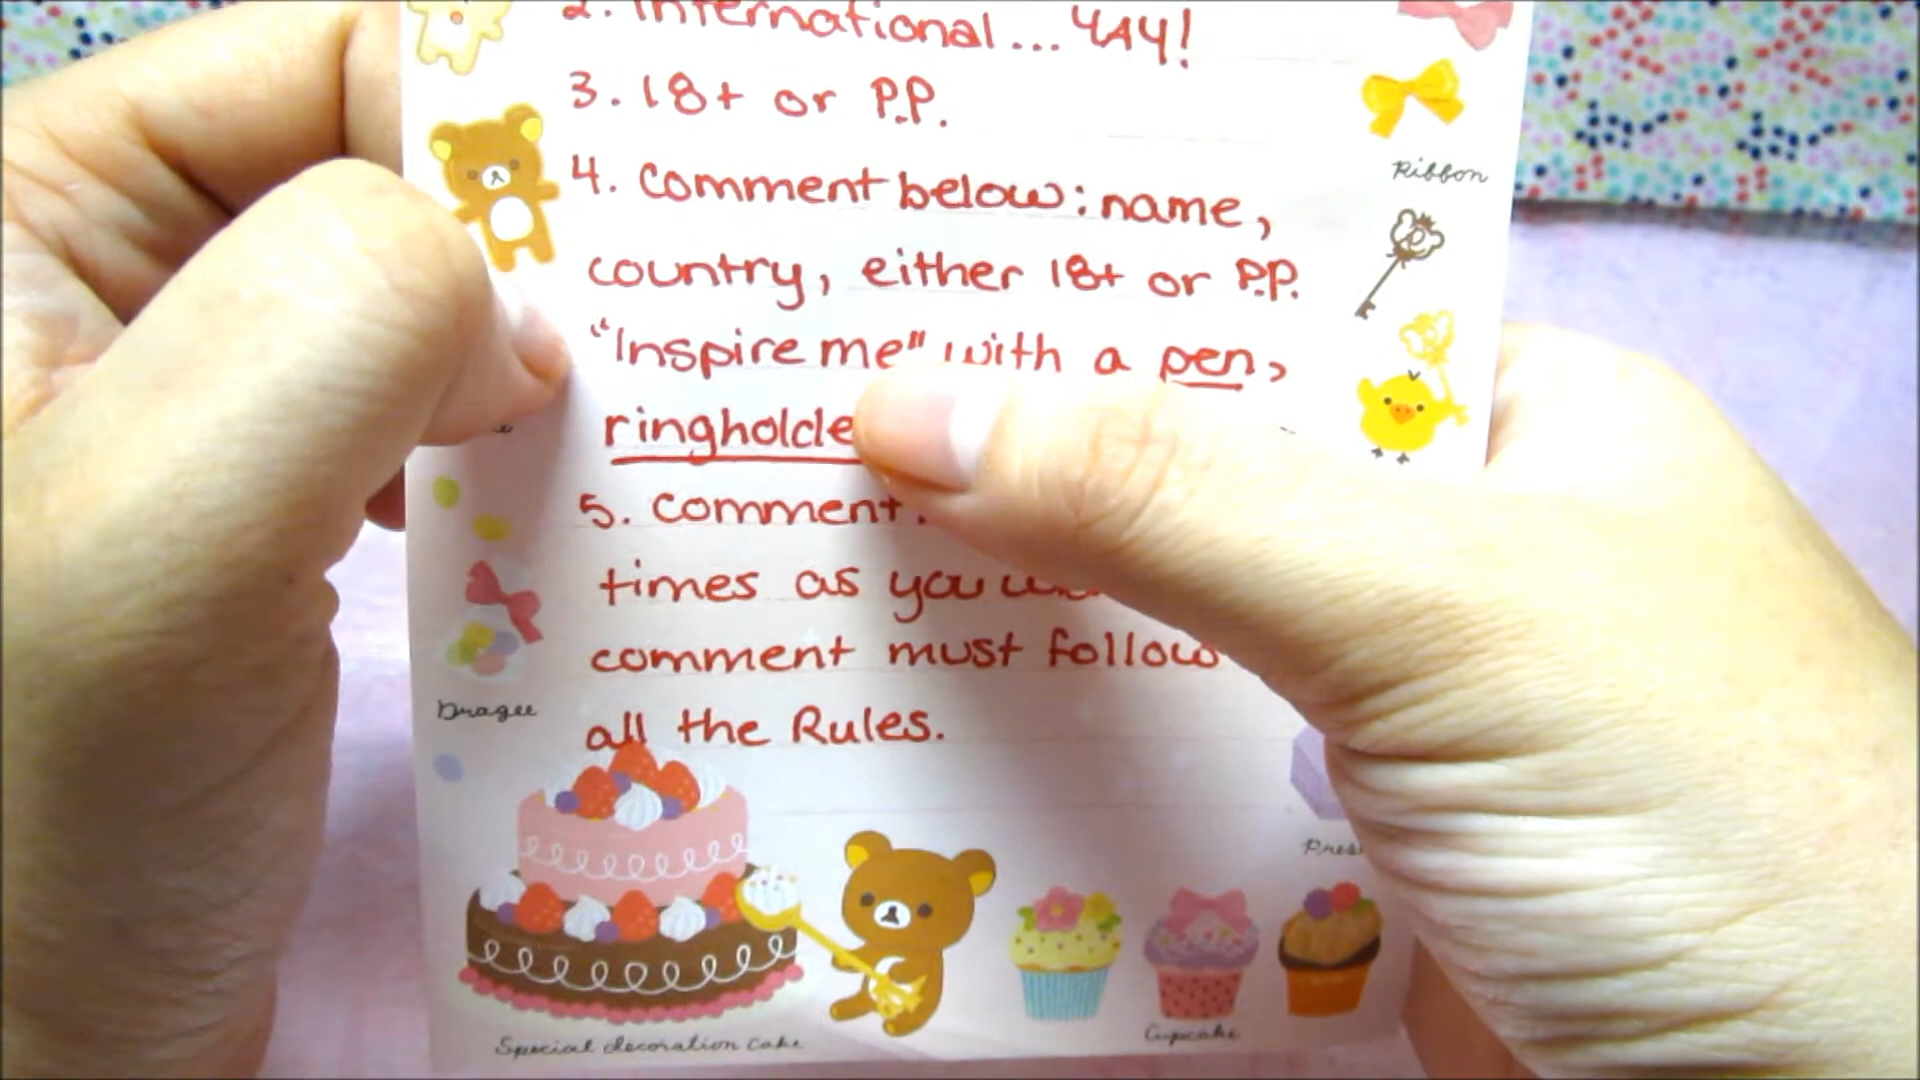 2. International... YAY!
3. 18+ or P.P.
Ribbon
4. comment below: name,
country, either 18+ or P.P.
"Inspire me" with a pen,
ringholde
5. comment
times as you
comment must follow
all the Rules.
Dragee
Special decoration cake
Cupcake